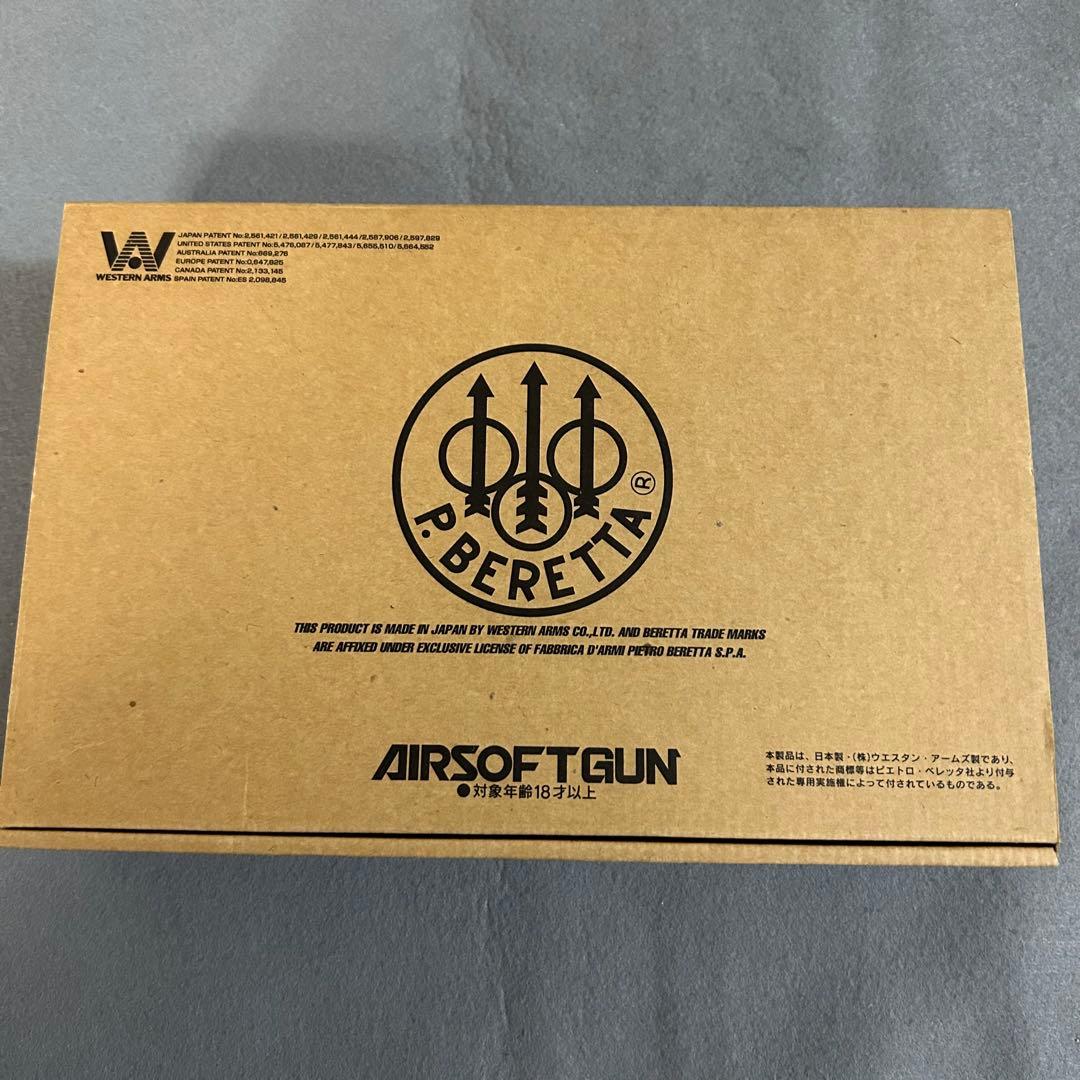 JAPAN PATENT No:2,561,421/2,561,429/2,561,444/2,587,906/2,597,829
UNITED STATES PATENT No:5,476,087/5,477,843/5,655,510/5,664,552
AUSTRALIA PATENT No:669,276
EUROPE PATENT No:0,647,825
CANADA PATENT No:2,133,145
SPAIN PATENT No:ES 2,098,845
WA
WESTERN ARMS
P. BERETTA ®
THIS PRODUCT IS MADE IN JAPAN BY WESTERN ARMS CO.,LTD. AND BERETTA TRADE MARKS
ARE AFFIXED UNDER EXCLUSIVE LICENSE OF FABBRICA D'ARMI PIETRO BERETTA S.P.A.
AIRSOFT GUN
●対象年齢18才以上
本製品は、日本製・(株)ウエスタン・アームズ製であり、
本品に付された商標等はピエトロ・ベレッタ社より付与
された専用実施権によって付されているものである。